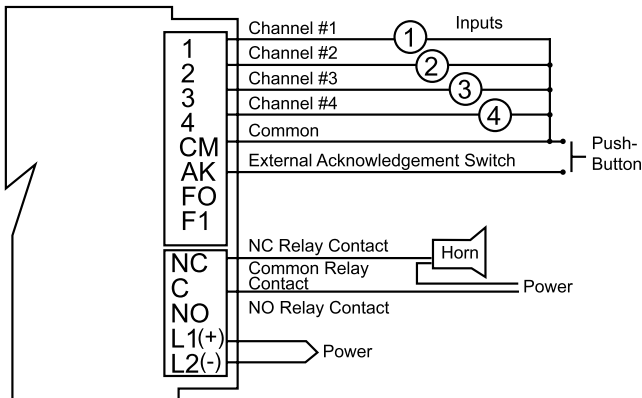 Channel #1
Inputs
1
1
Channel #2
2
2
Channel #3
3
3
Channel #4
4
4
Common
CM
Push-
Button
External Acknowledgement Switch
AK
FO
F1
NC Relay Contact
NC
Horn
Common Relay
Contact
C
Power
NO Relay Contact
NO
L1(+)
Power
L2(-)